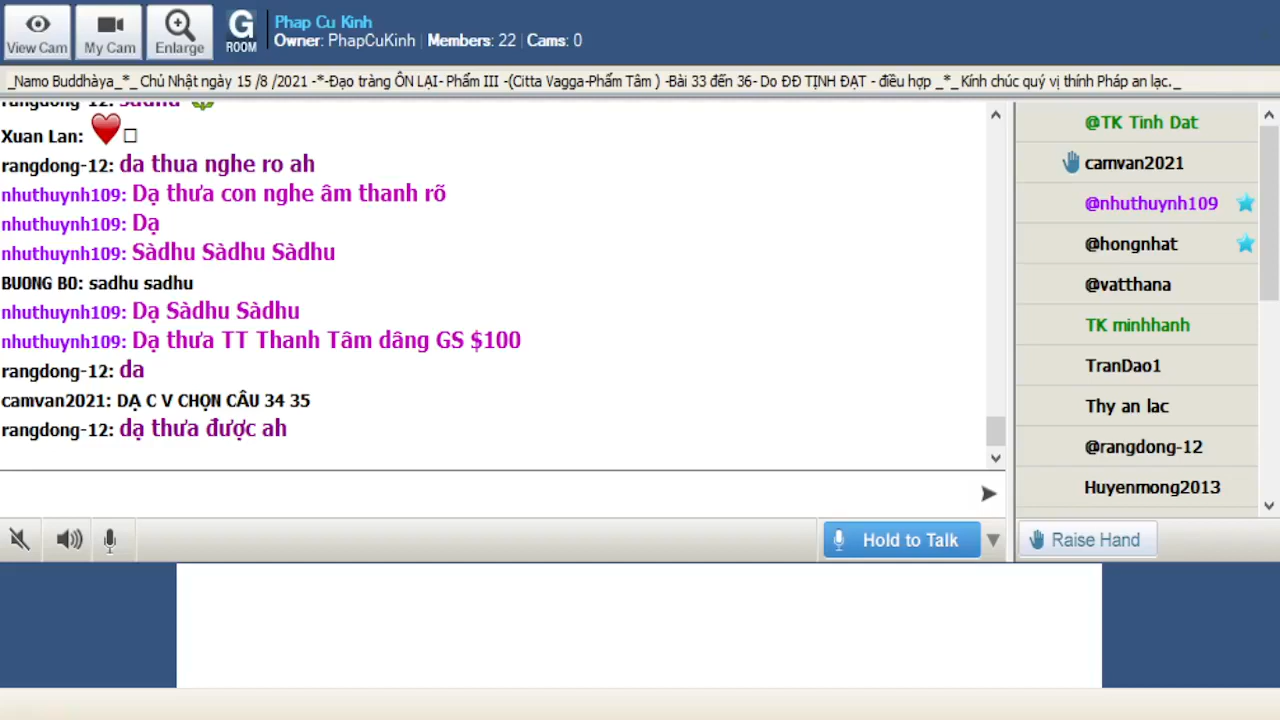 View Cam
My Cam
Enlarge
G
ROOM
Phap Cu Kinh
Owner: PhapCuKinh | Members: 22 | Cams: 0
_Namo Buddhàya_*_ Chủ Nhật ngày 15 /8 /2021 -*-Đạo tràng ÔN LẠI- Phẩm III -(Citta Vagga-Phẩm Tâm ) -Bài 33 đến 36- Do ĐĐ TỊNH ĐẠT - điều hợp _*_ Kính chúc quý vị thính Pháp an lạc._
rangdong-12: sadhu
Xuan Lan:
rangdong-12: da thua nghe ro ah
nhuthuynh109: Dạ thưa con nghe âm thanh rõ
nhuthuynh109: Dạ
nhuthuynh109: Sàdhu Sàdhu Sàdhu
BUONG BO: sadhu sadhu
nhuthuynh109: Dạ Sàdhu Sàdhu
nhuthuynh109: Dạ thưa TT Thanh Tâm dâng GS $100
rangdong-12: da
camvan2021: DẠ C V CHỌN CÂU 34 35
rangdong-12: dạ thưa được ah
@TK Tinh Dat
camvan2021
@nhuthuynh109
@hongnhat
@vatthana
TK minhhanh
TranDao1
Thy an lac
@rangdong-12
Huyenmong2013
Hold to Talk
Raise Hand